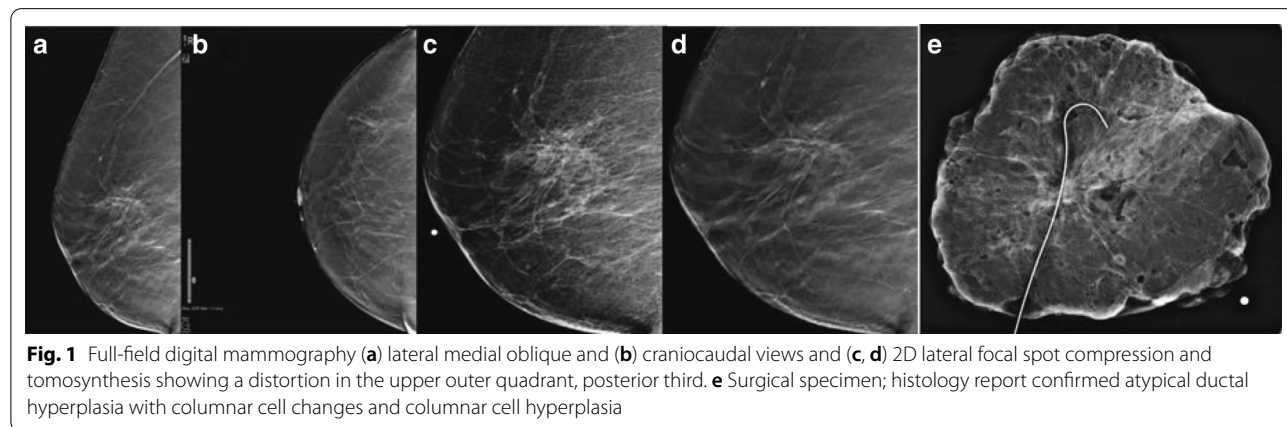 a
b
c
d
e
Fig. 1 Full-field digital mammography (a) lateral medial oblique and (b) craniocaudal views and (c, d) 2D lateral focal spot compression and
tomosynthesis showing a distortion in the upper outer quadrant, posterior third. e Surgical specimen; histology report confirmed atypical ductal
hyperplasia with columnar cell changes and columnar cell hyperplasia